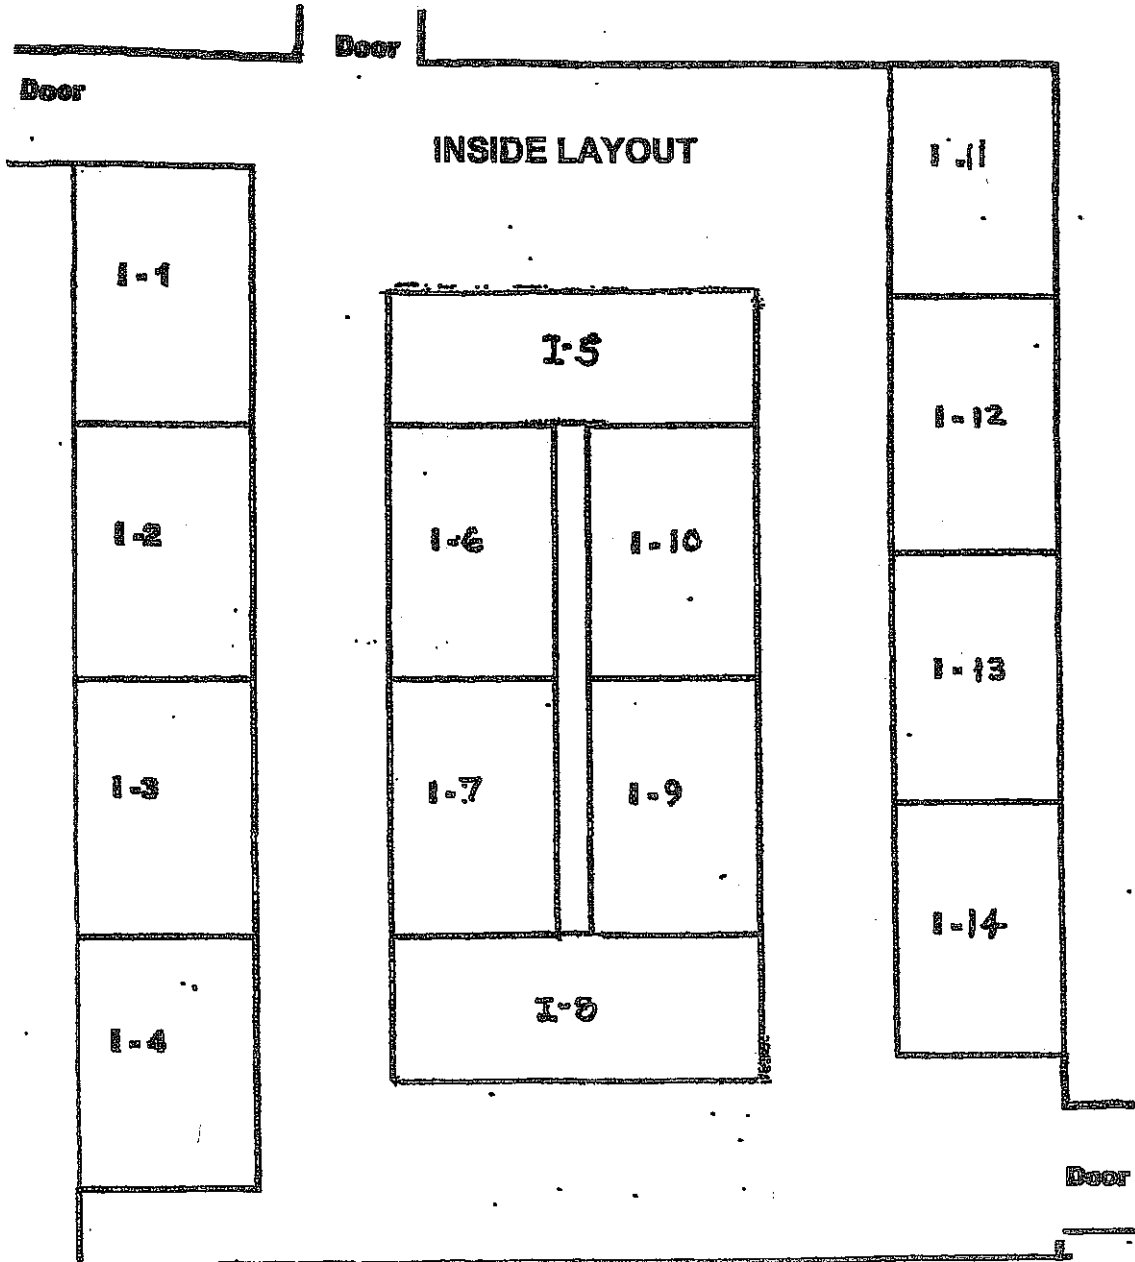 Door
Door
INSIDE LAYOUT
I-11
I-1
I-5
I-12
I-2
I-6
I-10
I-13
I-3
I-7
I-9
I-14
I-8
I-4
Door